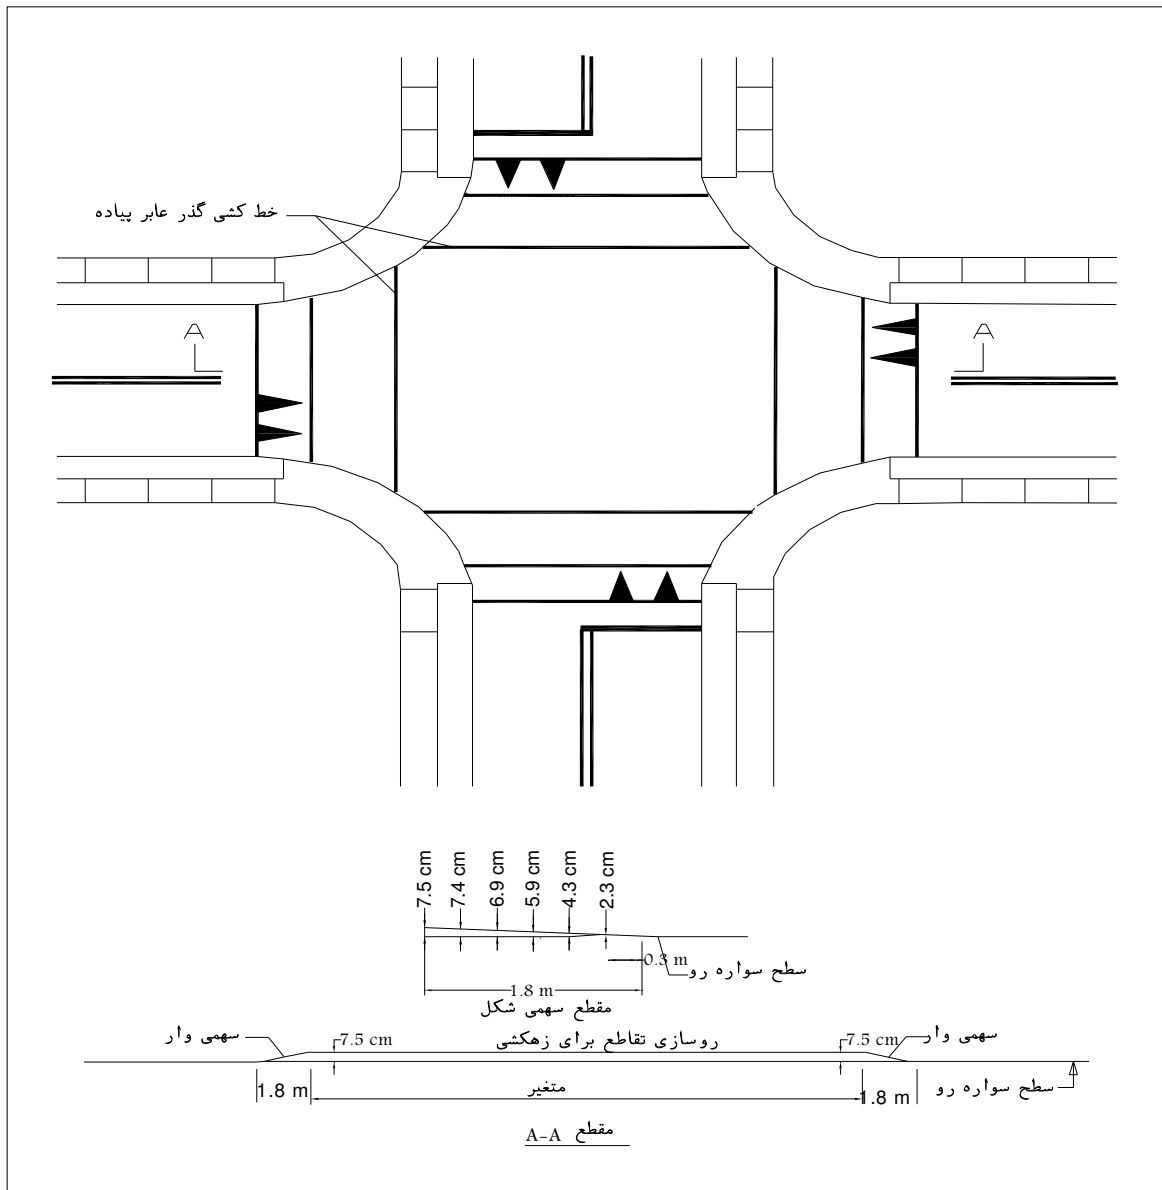 خط کشی گذر عابر پیاده
A
A
7.5 cm
7.4 cm
6.9 cm
5.9 cm
4.3 cm
2.3 cm
0.3 m
سطح سواره رو
1.8 m
مقطع سهمی شکل
سهمی وار
7.5 cm
روسازی تقاطع برای زهکشی
7.5 cm
سهمی وار
1.8 m
متغیر
1.8 m
سطح سواره رو
مقطع A-A